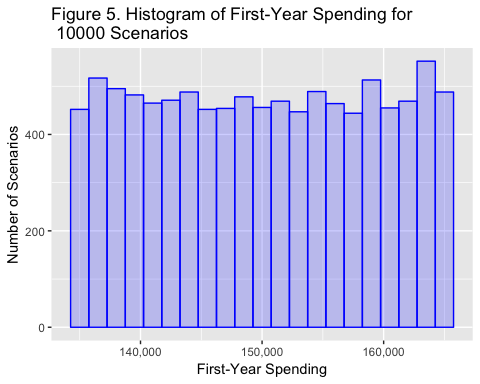 Figure 5. Histogram of First-Year Spending for
10000 Scenarios
Number of Scenarios
400
200
0
140,000 150,000 160,000
First-Year Spending